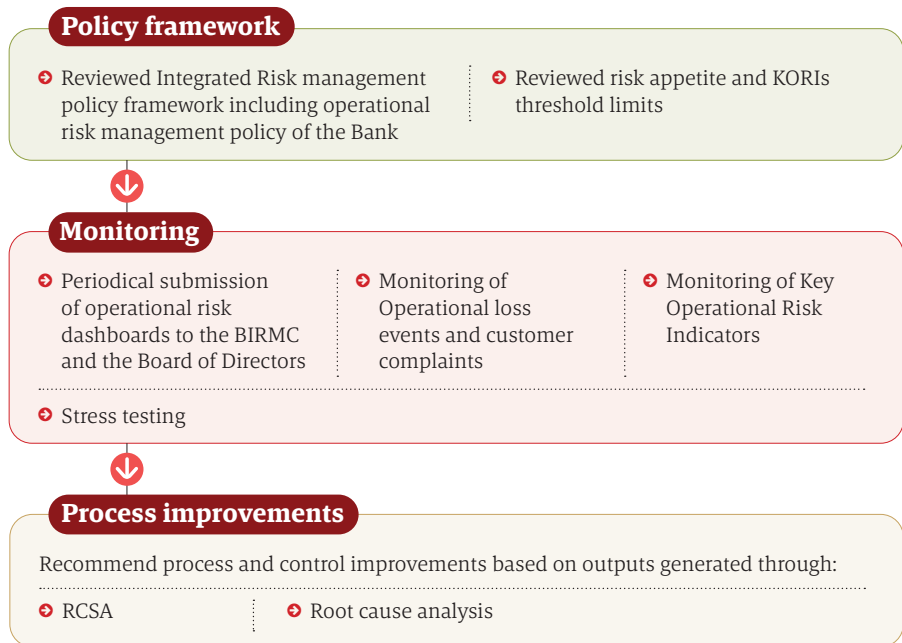 Policy framework
Reviewed Integrated Risk management
policy framework including operational
risk management policy of the Bank
Reviewed risk appetite and KORIs
threshold limits
Monitoring
Periodical submission
of operational risk
dashboards to the BIRMC
and the Board of Directors
Monitoring of
Operational loss
events and customer
complaints
Monitoring of Key
Operational Risk
Indicators
Stress testing
Process improvements
Recommend process and control improvements based on outputs generated through:
RCSA
Root cause analysis